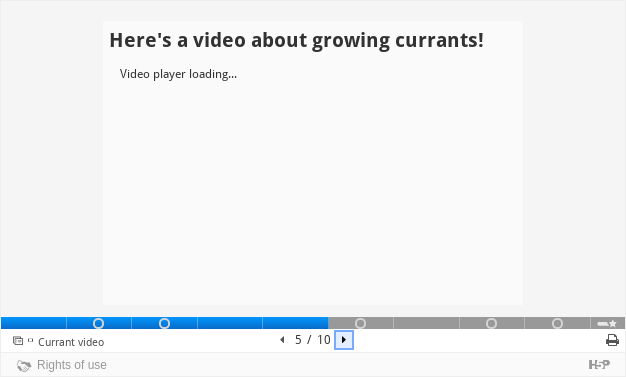 Here's a video about growing currants!
Video player loading...
Currant video
5 / 10
Rights of use
H5P